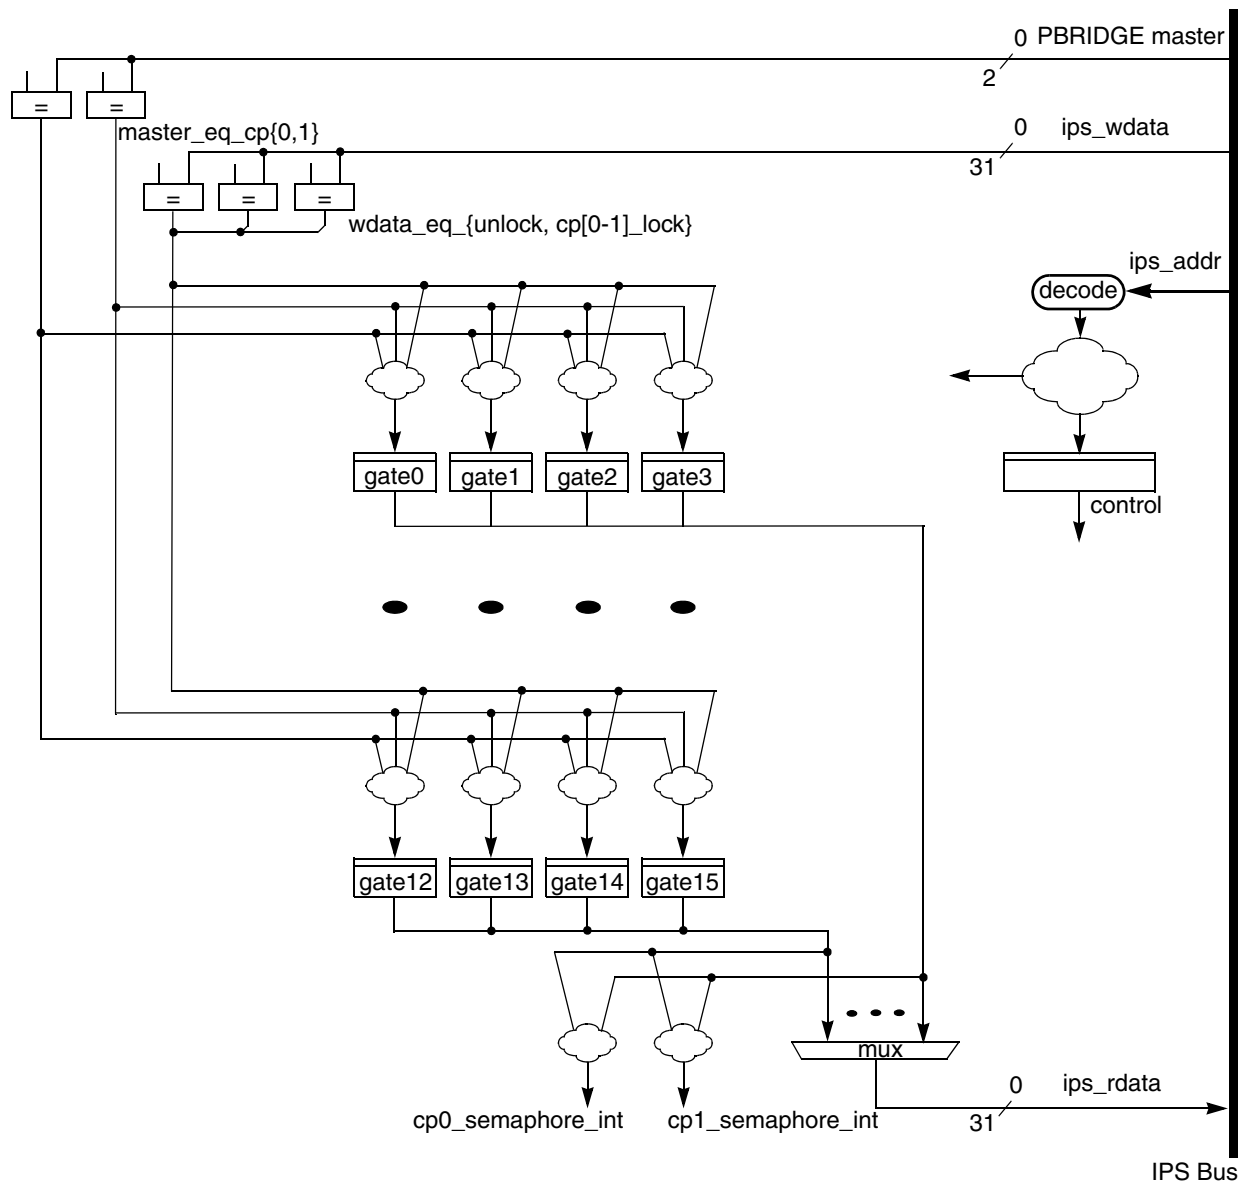 0 PBRIDGE master
2
= =
master_eq_cp{0,1}
0 ips_wdata
31
= = =
wdata_eq_{unlock, cp[0-1]_lock}
ips_addr
decode
gate0 gate1 gate2 gate3
control
gate12 gate13 gate14 gate15
mux
0 ips_rdata
31
cp0_semaphore_int cp1_semaphore_int
IPS Bus